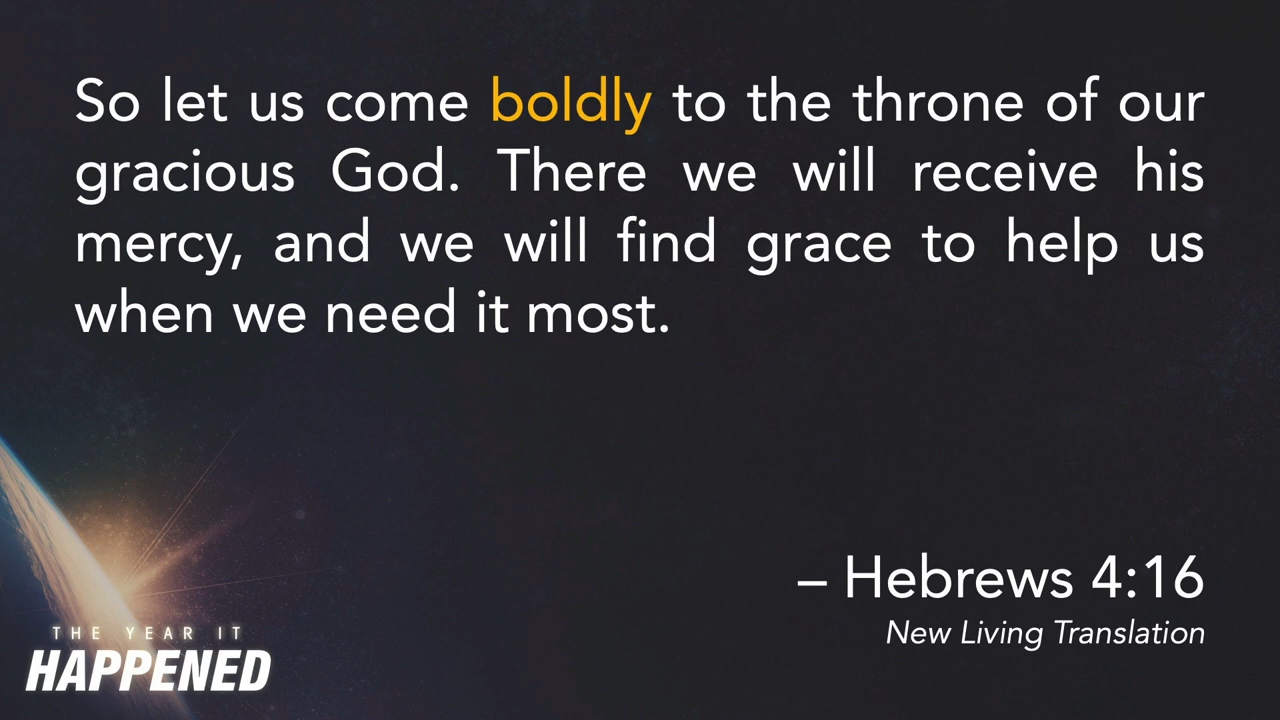 So let us come boldly to the throne of our
gracious God. There we will receive his
mercy, and we will find grace to help us
when we need it most.
– Hebrews 4:16
New Living Translation
THE YEAR IT
HAPPENED